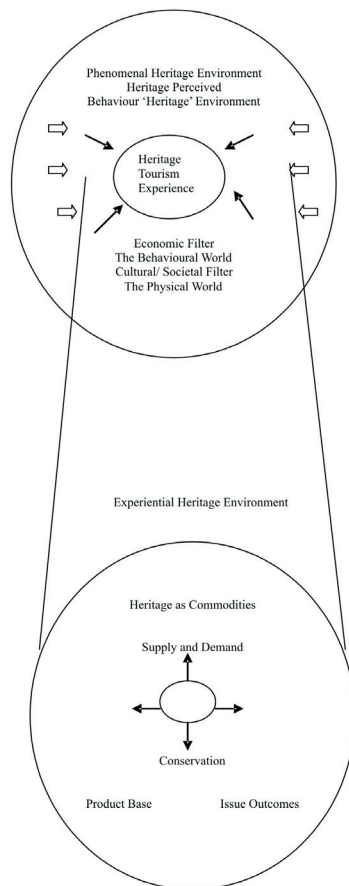 Phenomenal Heritage Environment
Heritage Perceived
Behaviour ‘Heritage’ Environment
Heritage
Tourism
Experience
Economic Filter
The Behavioural World
Cultural/ Societal Filter
The Physical World
Experiential Heritage Environment
Heritage as Commodities
Supply and Demand
Conservation
Product Base
Issue Outcomes